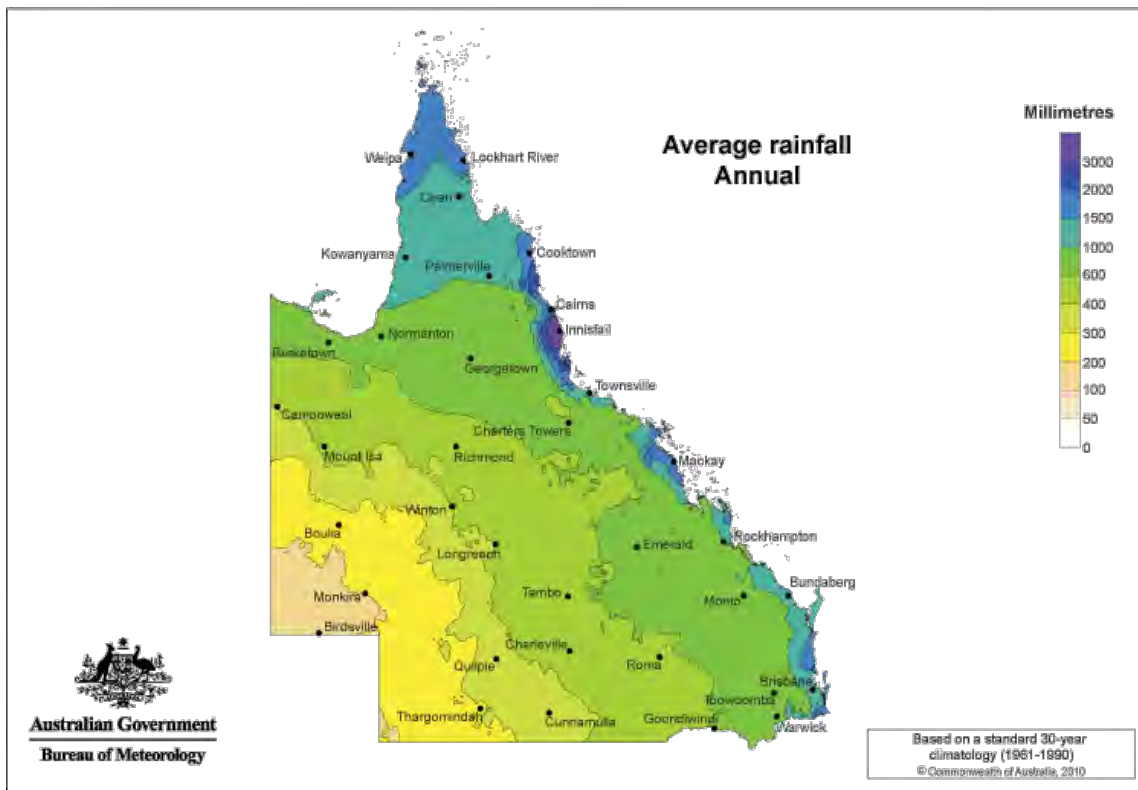 Average rainfall
Annual
Millimetres
3000
2000
1500
1000
600
400
300
200
100
50
0
Weipa
Lockhart River
Coen
Kowanyama
Palmerville
Cooktown
Cairns
Innisfail
Normanton
Burketown
Georgetown
Townsville
Camooweal
Charters Towers
Mount Isa
Richmond
Mackay
Winton
Boulia
Longreach
Emerald
Rockhampton
Monkira
Tambo
Monto
Bundaberg
Birdsville
Charleville
Quilpie
Roma
Brisbane
Toowoomba
Thargomindah
Cunnamulla
Goondiwindi
Warwick
Australian Government
Bureau of Meteorology
Based on a standard 30-year
climatology (1961-1990)
© Commonwealth of Australia, 2010